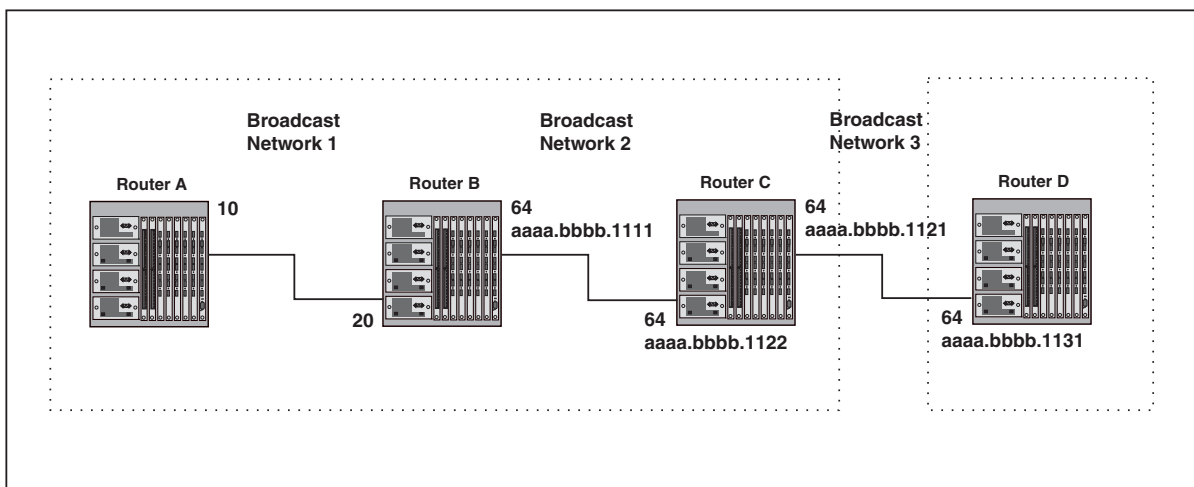 Broadcast
Network 1
Broadcast
Network 2
Broadcast
Network 3
Router A
Router B
Router C
Router D
10
64
aaaa.bbbb.1111
64
aaaa.bbbb.1121
20
64
aaaa.bbbb.1122
64
aaaa.bbbb.1131